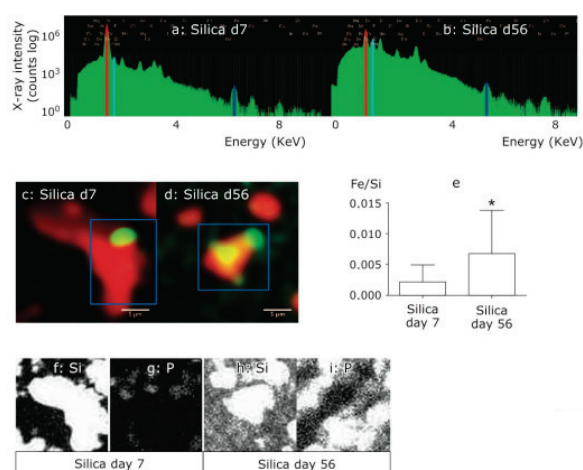 X-ray intensity
(counts log)
10⁶
10³
10⁰
a: Silica d7
b: Silica d56
0 4 8 0 4 8
Energy (KeV) Energy (KeV)
c: Silica d7
d: Silica d56
5 µm
Fe/Si e
0.015
0.010
0.005
0.000
*
Silica
day 7
Silica
day 56
f: Si
g: P
h: Si
i: P
Silica day 7
Silica day 56